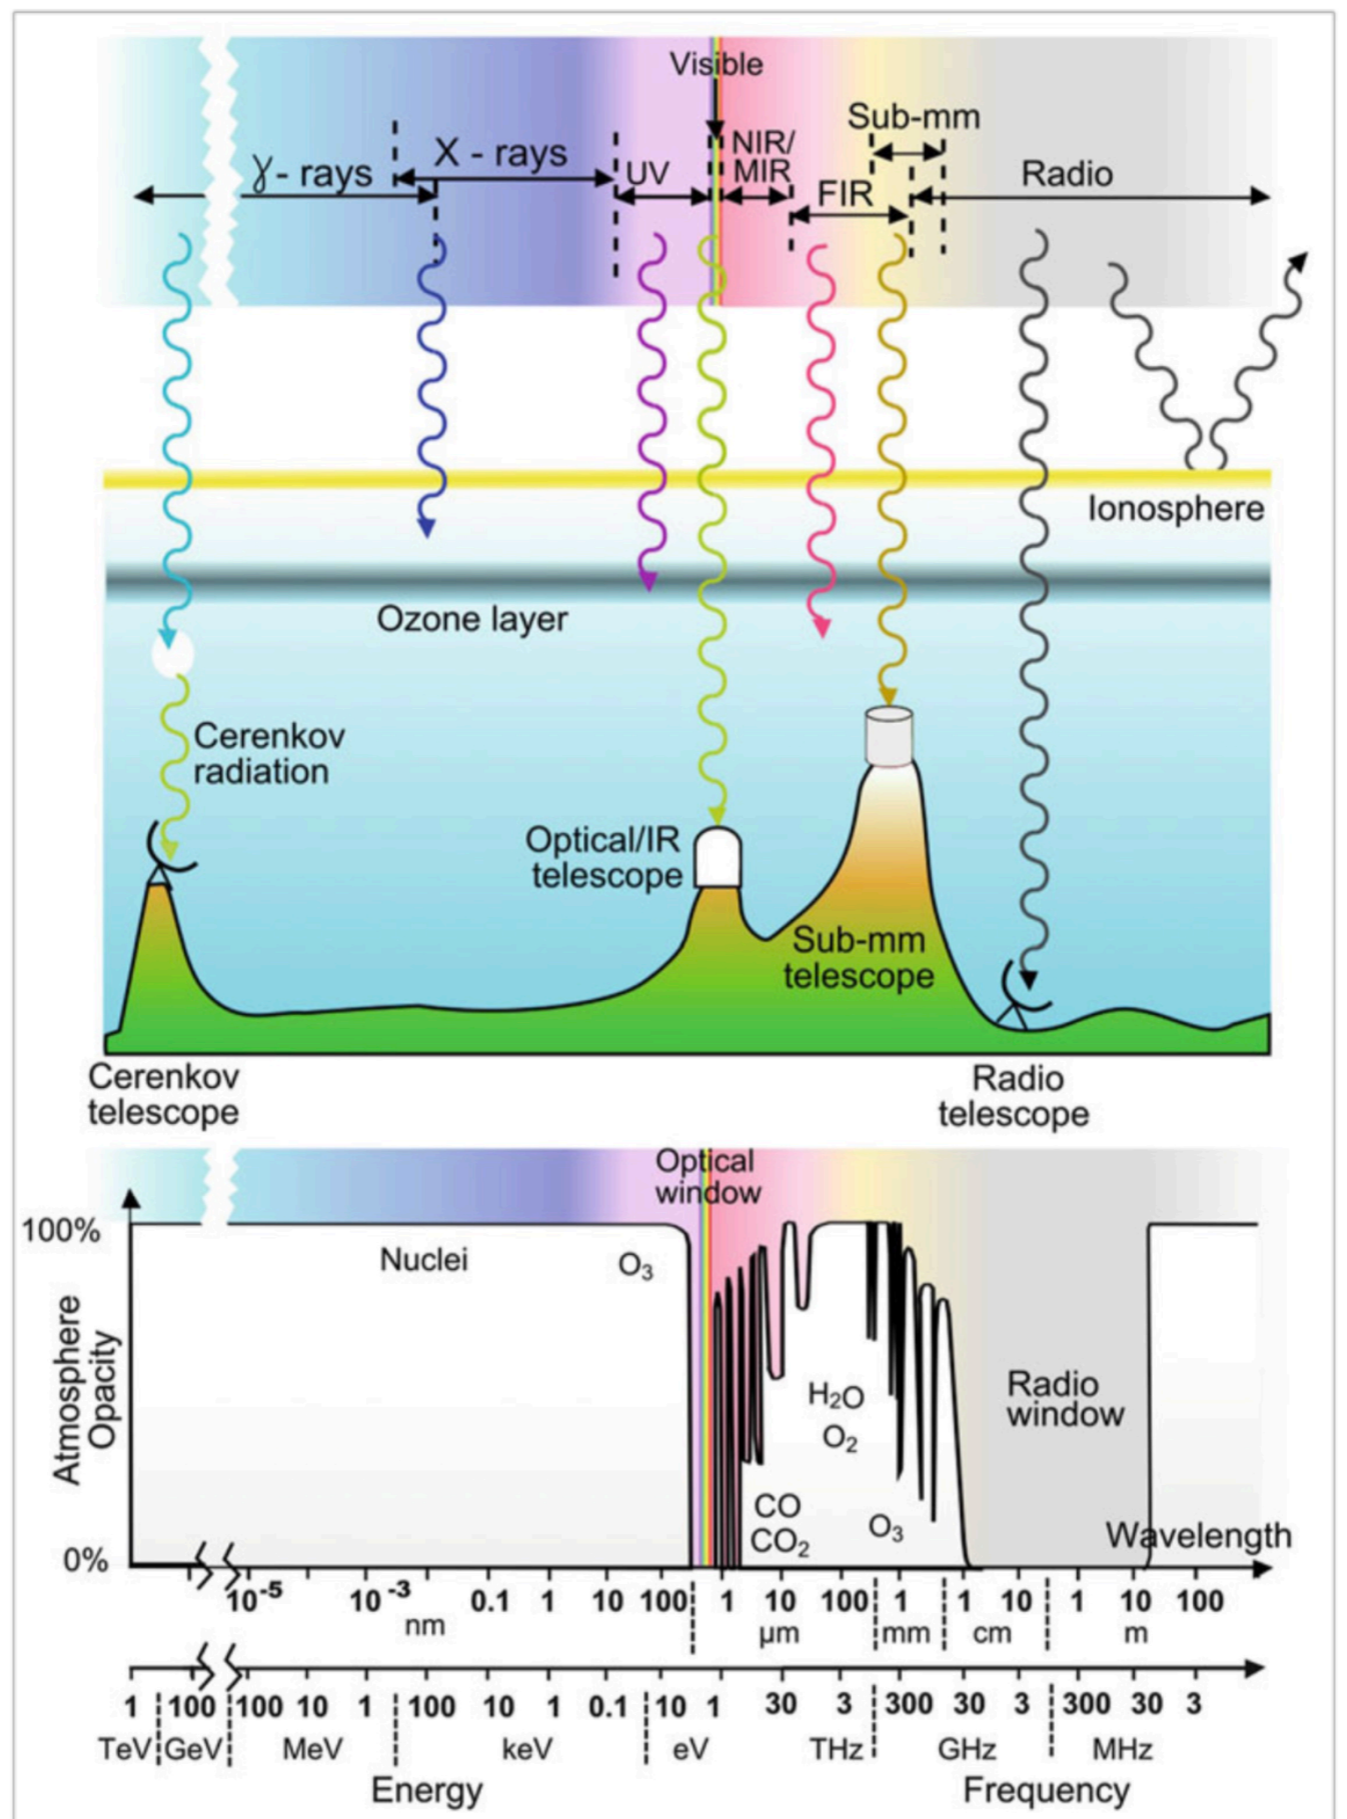 Visible
Sub-mm
γ - rays
X - rays
UV
NIR/
MIR
FIR
Radio
Ionosphere
Ozone layer
Cerenkov
radiation
Optical/IR
telescope
Sub-mm
telescope
Cerenkov
telescope
Radio
telescope
Optical
window
100%
Nuclei
O₃
Atmosphere
Opacity
H₂O
O₂
CO
CO₂
O₃
Radio
window
Wavelength
0%
10⁻⁵ 10⁻³ 0.1 1 10 100 1 10 100 1 1 10 1 10 100
nm µm mm cm m
1 100 100 10 1 100 10 1 0.1 10 1 30 3 300 30 3 300 30 3
TeV GeV MeV keV eV THz GHz MHz
Energy Frequency